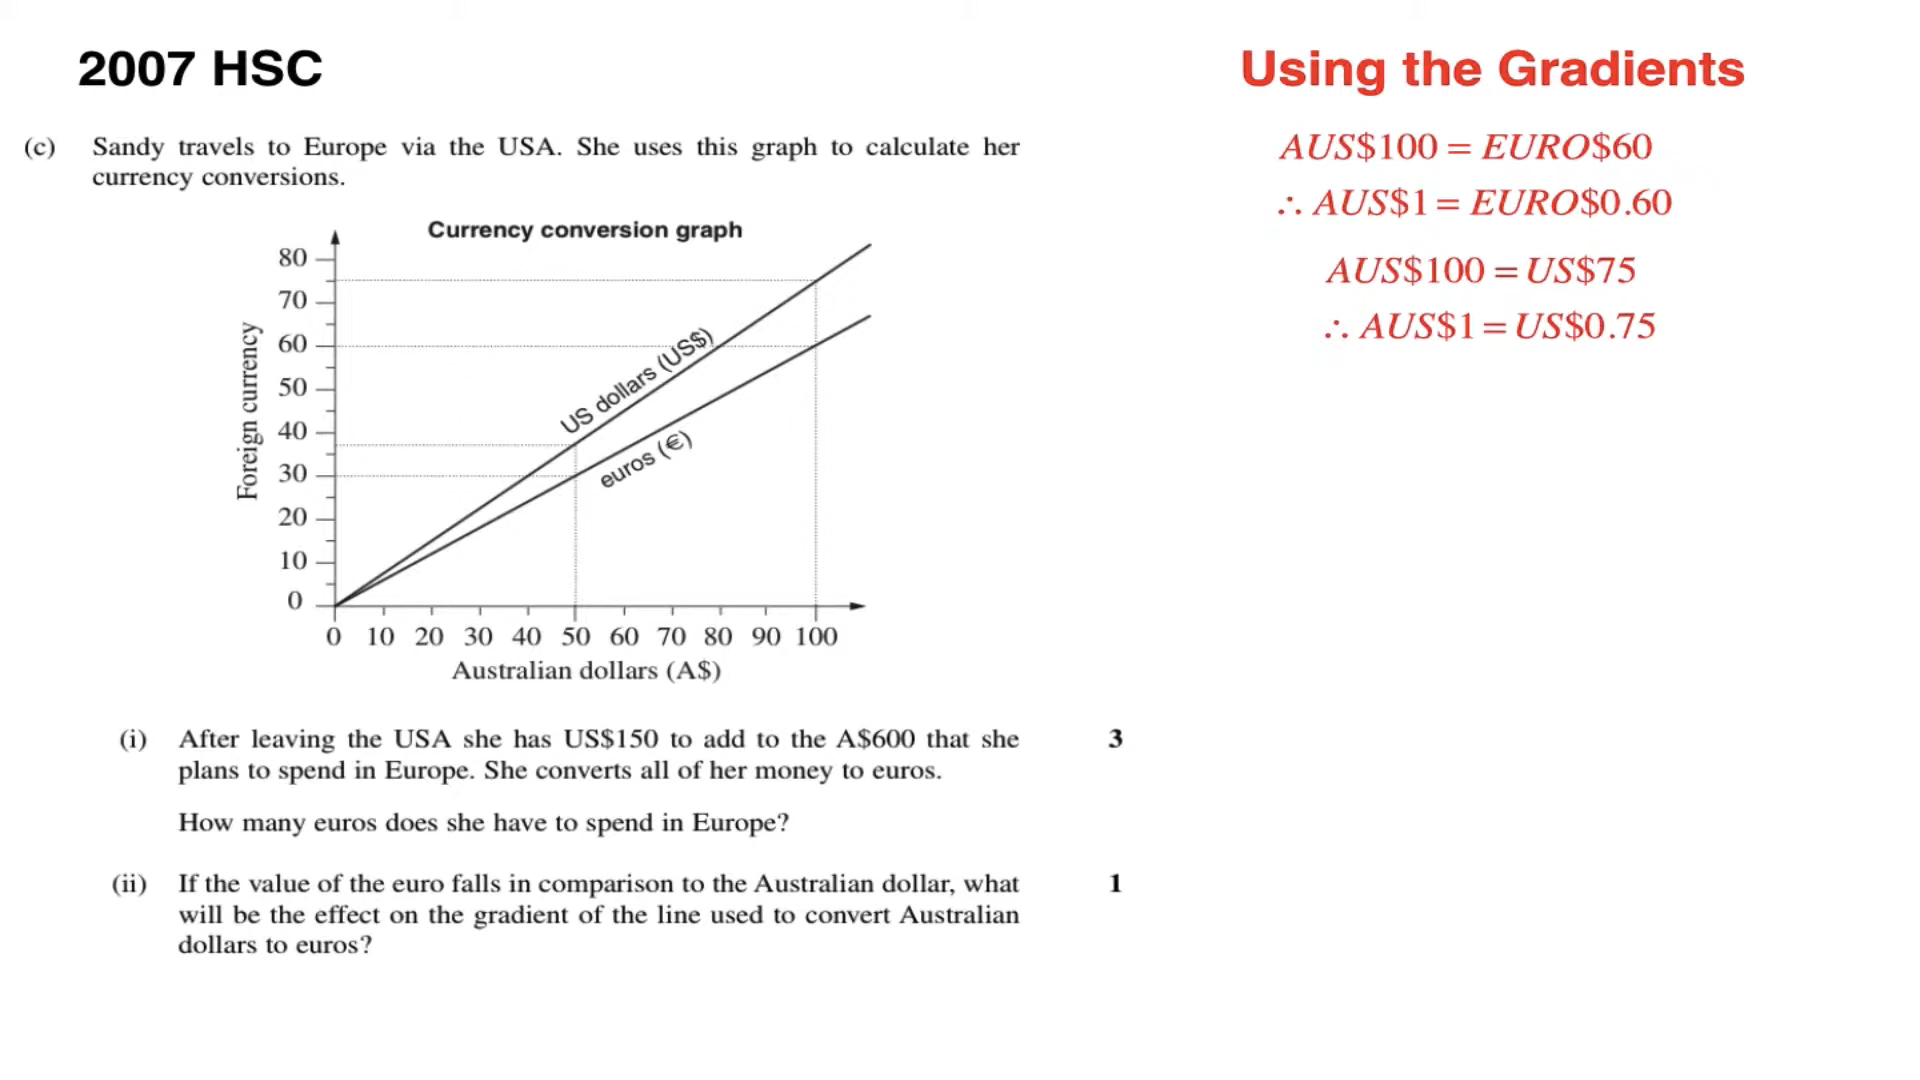 2007 HSC
Using the Gradients
(c) Sandy travels to Europe via the USA. She uses this graph to calculate her
currency conversions.
AUS$100 = EURO$60
∴ AUS$1 = EURO$0.60
AUS$100 = US$75
∴ AUS$1 = US$0.75
Currency conversion graph
80
70
60
50
40
30
20
10
0
Foreign currency
US dollars (US$)
euros (€)
0 10 20 30 40 50 60 70 80 90 100
Australian dollars (A$)
(i) After leaving the USA she has US$150 to add to the A$600 that she 3
plans to spend in Europe. She converts all of her money to euros.
How many euros does she have to spend in Europe?
(ii) If the value of the euro falls in comparison to the Australian dollar, what 1
will be the effect on the gradient of the line used to convert Australian
dollars to euros?